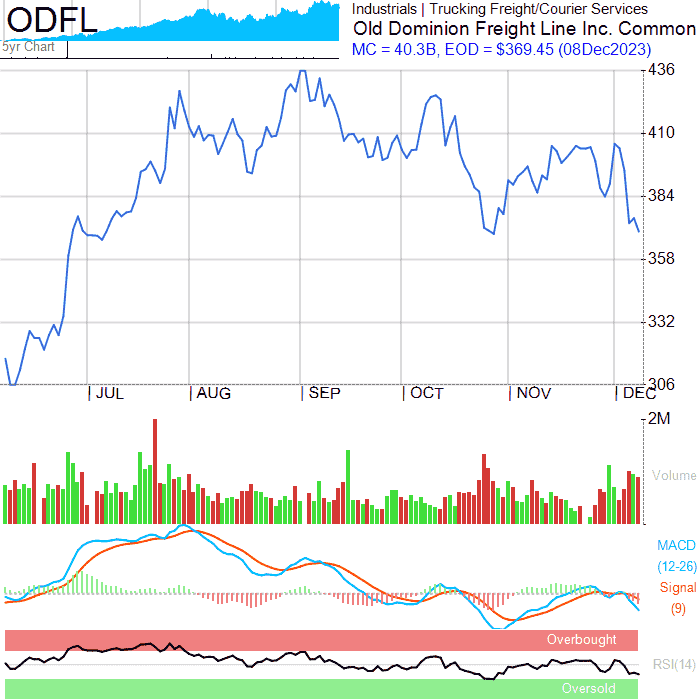 ODFL
5yr Chart
Industrials | Trucking Freight/Courier Services
Old Dominion Freight Line Inc. Common
MC = 40.3B, EOD = $369.45 (08Dec2023)
436
410
384
358
332
306
JUL AUG SEP OCT NOV DEC
2M
Volume
MACD
(12-26)
Signal
(9)
Overbought
RSI(14)
Oversold